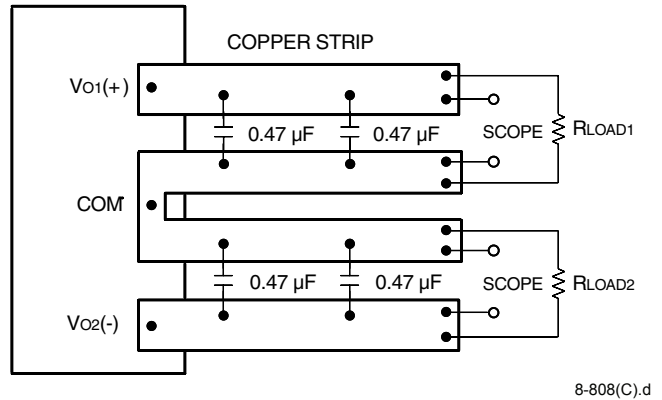 COPPER STRIP
VO1(+)
0.47 µF 0.47 µF SCOPE RLOAD1
COM
0.47 µF 0.47 µF SCOPE RLOAD2
VO2(-)
8-808(C).d